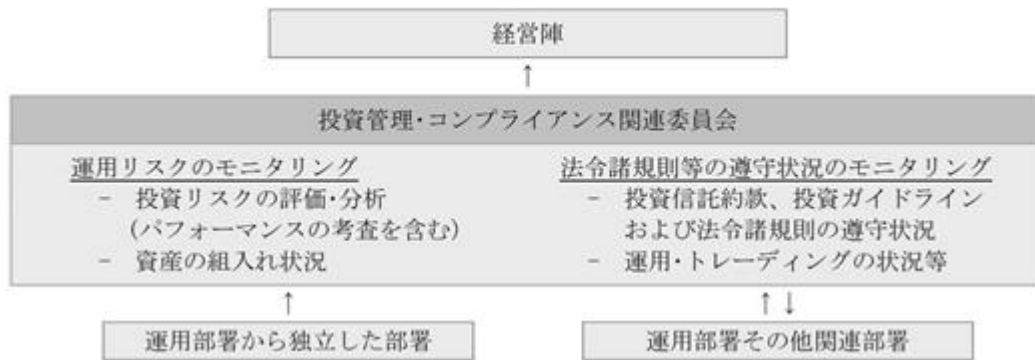 経営陣
↑
投資管理・コンプライアンス関連委員会
運用リスクのモニタリング
− 投資リスクの評価・分析
(パフォーマンスの考査を含む)
− 資産の組入れ状況
法令諸規則等の遵守状況のモニタリング
− 投資信託約款、投資ガイドライン
および法令諸規則の遵守状況
− 運用・トレーディングの状況等
↑
↑↓
運用部署から独立した部署
運用部署その他関連部署